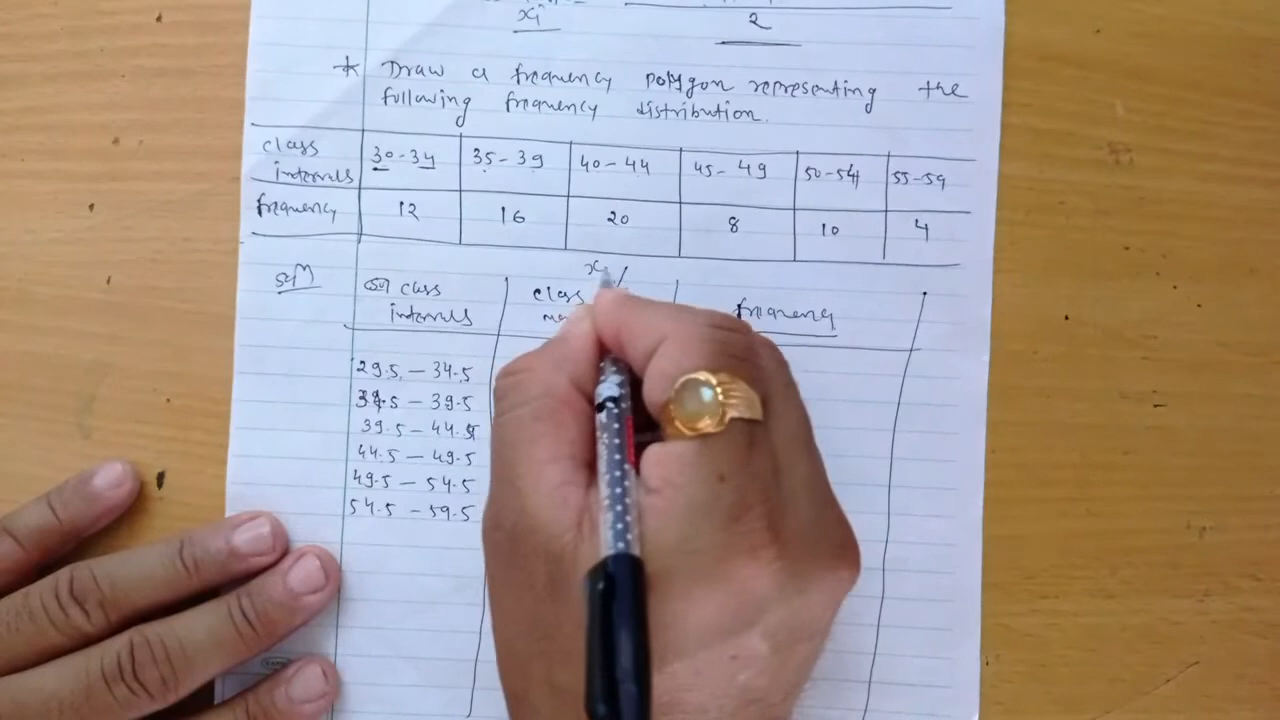 xi
2
* Draw a frequency polygon representing the
following frequency distribution.
class intervals 30-34 35-39 40-44 45-49 50-54 55-59
frequency 12 16 20 8 10 4
class class frequency
intervals
29.5 - 34.5
34.5 - 39.5
39.5 - 44.5
44.5 - 49.5
49.5 - 54.5
54.5 - 59.5